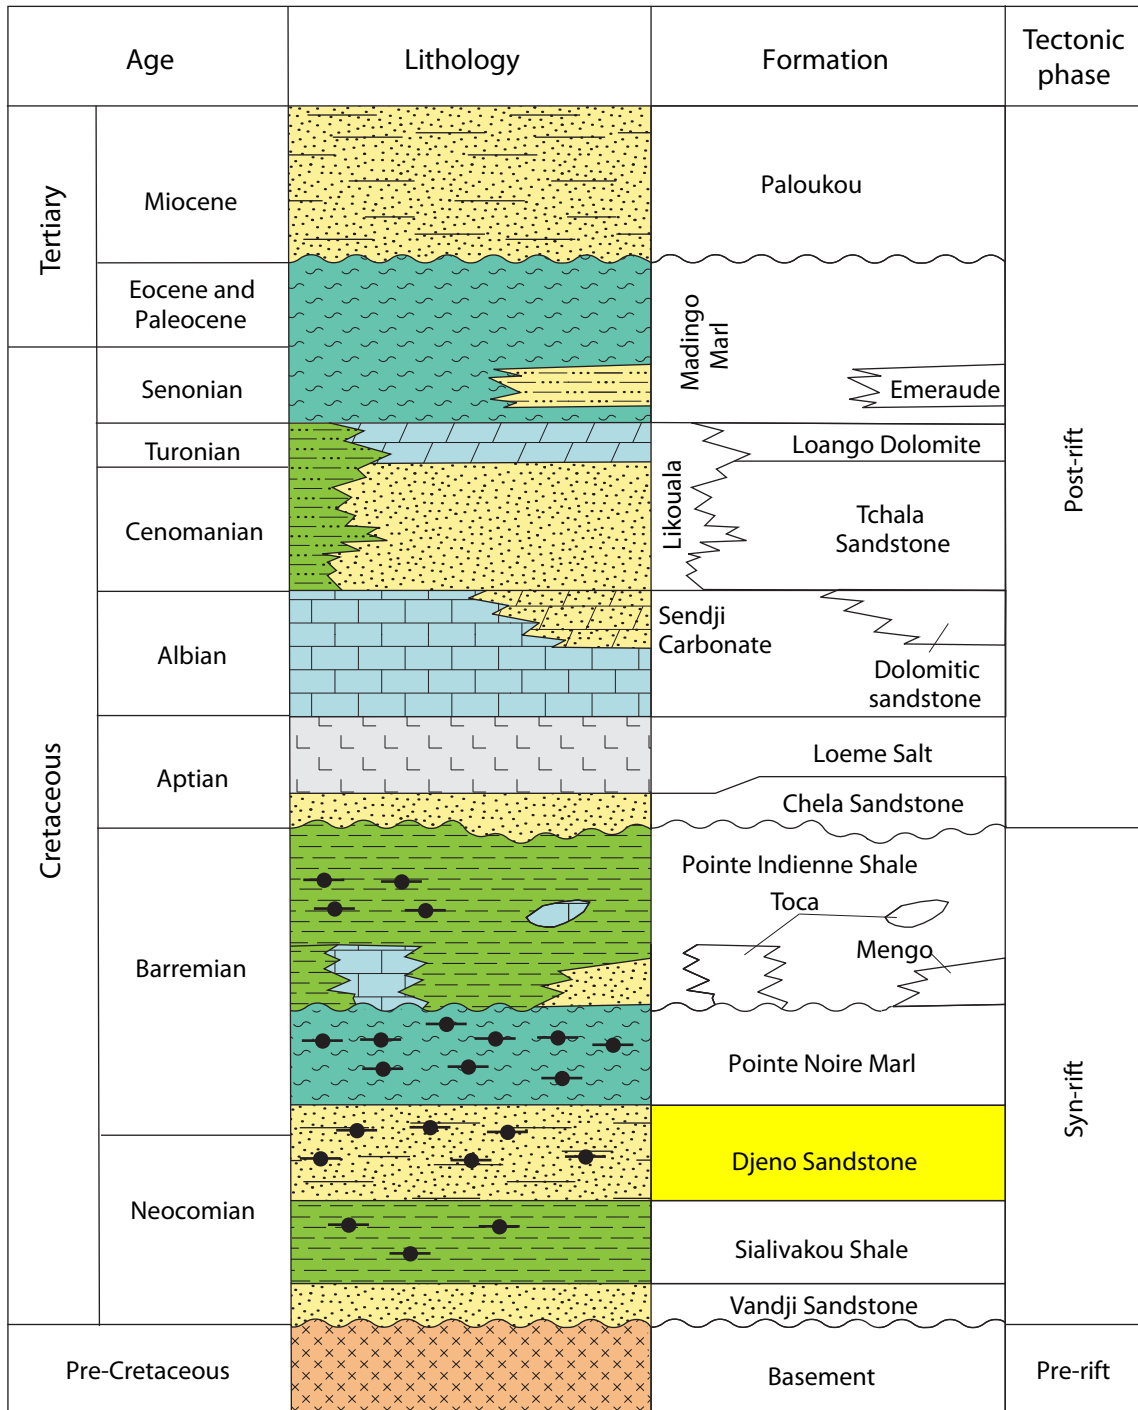 Age
Lithology
Formation
Tectonic
phase
Tertiary
Miocene
Paloukou
Post-rift
Eocene and
Paleocene
Madingo
Marl
Cretaceous
Senonian
Emeraude
Turonian
Loango Dolomite
Likouala
Cenomanian
Tchala
Sandstone
Albian
Sendji
Carbonate
Dolomitic
sandstone
Aptian
Loeme Salt
Chela Sandstone
Barremian
Pointe Indienne Shale
Toca
Mengo
Syn-rift
Pointe Noire Marl
Djeno Sandstone
Neocomian
Sialivakou Shale
Vandji Sandstone
Pre-Cretaceous
Basement
Pre-rift